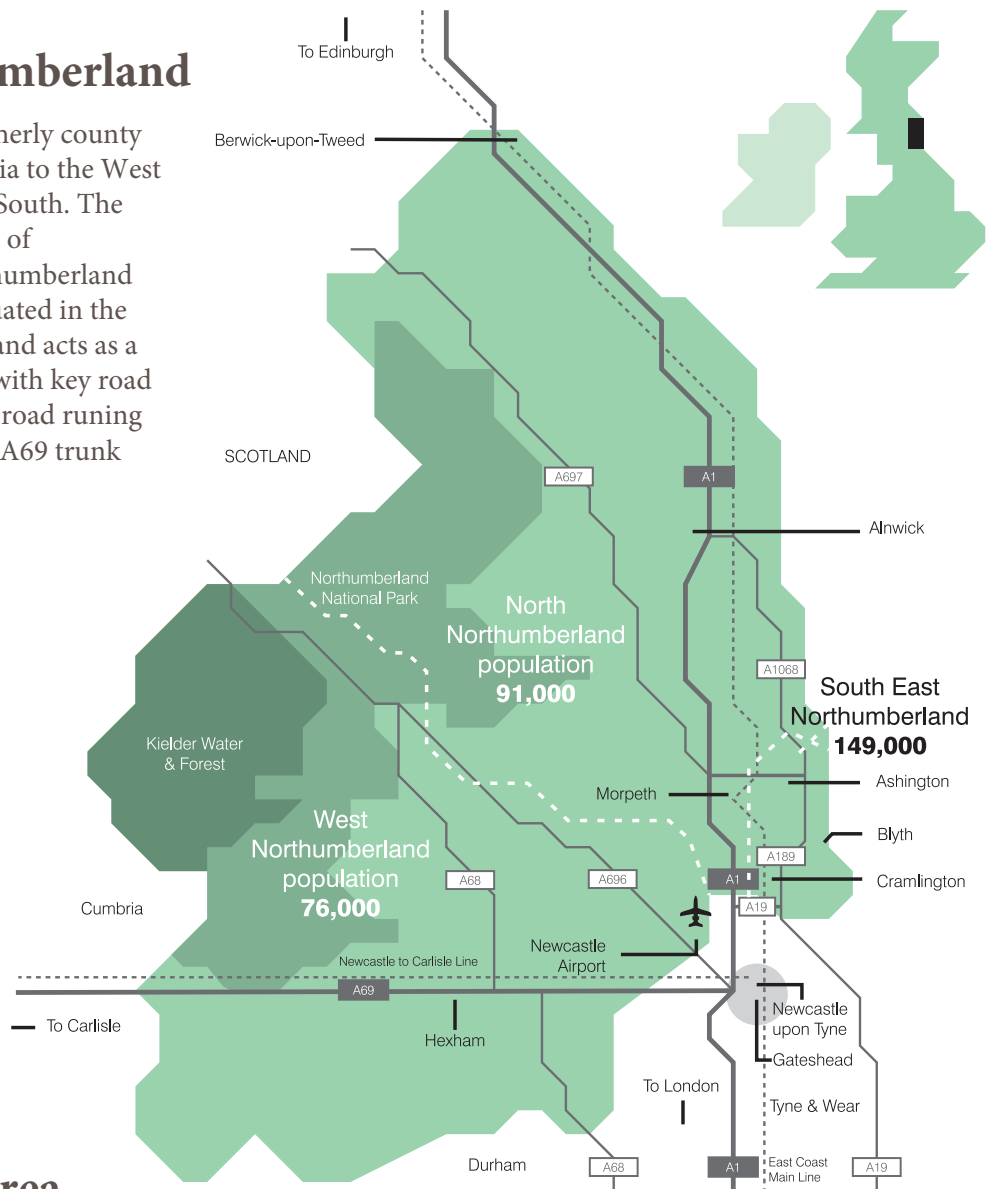 To Edinburgh
mberland
nerly county
ia to the West
South. The
of
humberland
uated in the
and acts as a
with key road
road runing
A69 trunk
Berwick-upon-Tweed
SCOTLAND
A697
A1
Alnwick
Northumberland
National Park
North
Northumberland
population
91,000
A1068
South East
Northumberland
149,000
Kielder Water
& Forest
Ashington
Morpeth
West
Northumberland
population
76,000
Blyth
A189
A68
A696
A1
Cramlington
Cumbria
A19
Newcastle
Airport
Newcastle to Carlisle Line
A69
To Carlisle
Hexham
Newcastle
upon Tyne
Gateshead
To London
Tyne & Wear
Durham
A68
A1
East Coast
Main Line
A19
rea